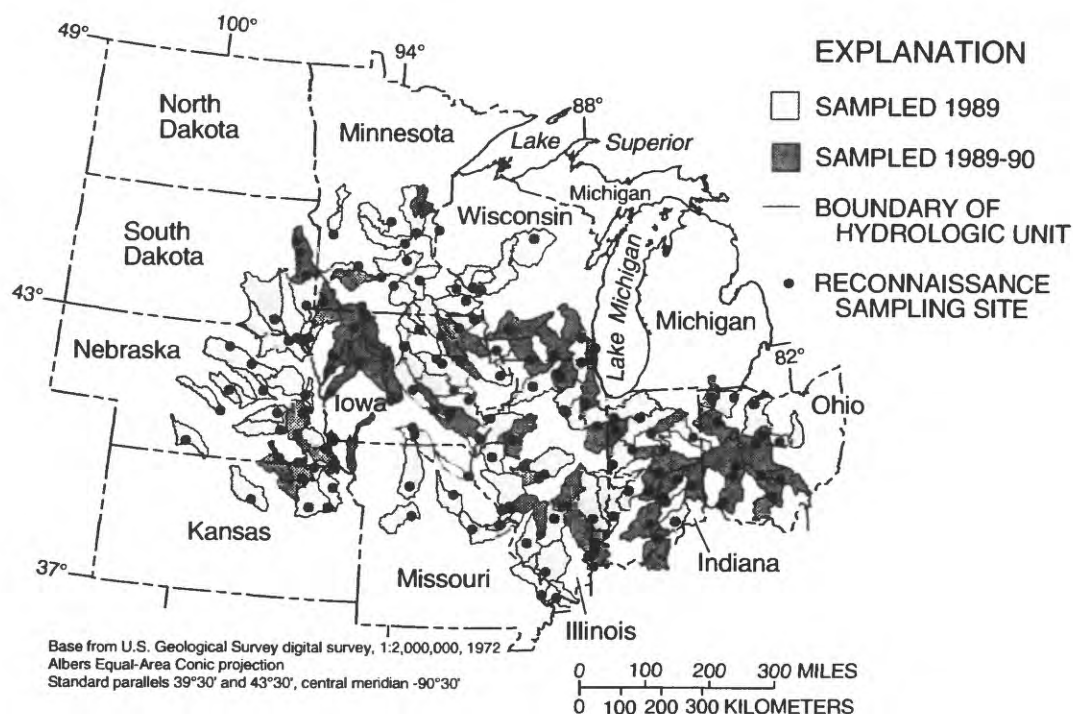 49°
100°
94°
88°
EXPLANATION
SAMPLED 1989
SAMPLED 1989-90
BOUNDARY OF
HYDROLOGIC UNIT
RECONNAISSANCE
SAMPLING SITE
North
Dakota
Minnesota
Lake Superior
Michigan
Wisconsin
South
Dakota
43°
Lake Michigan
Michigan
Nebraska
82°
Iowa
Ohio
Kansas
Indiana
37°
Missouri
Illinois
Base from U.S. Geological Survey digital survey, 1:2,000,000, 1972
Albers Equal-Area Conic projection
Standard parallels 39°30' and 43°30', central meridian -90°30'
0 100 200 300 MILES
0 100 200 300 KILOMETERS